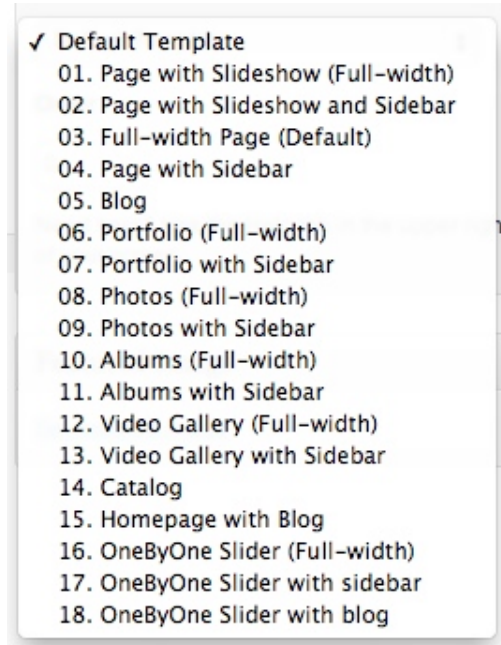 ✓ Default Template
01. Page with Slideshow (Full-width)
02. Page with Slideshow and Sidebar
03. Full-width Page (Default)
04. Page with Sidebar
05. Blog
06. Portfolio (Full-width)
07. Portfolio with Sidebar
08. Photos (Full-width)
09. Photos with Sidebar
10. Albums (Full-width)
11. Albums with Sidebar
12. Video Gallery (Full-width)
13. Video Gallery with Sidebar
14. Catalog
15. Homepage with Blog
16. OneByOne Slider (Full-width)
17. OneByOne Slider with sidebar
18. OneByOne Slider with blog